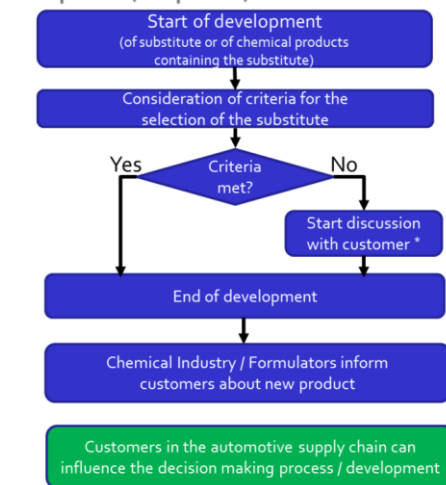 Start of development
(of substitute or of chemical products
containing the substitute)
Consideration of criteria for the
selection of the substitute
Yes
Criteria
met?
No
Start discussion
with customer *
End of development
Chemical Industry / Formulators inform
customers about new product
Customers in the automotive supply chain can
influence the decision making process / development